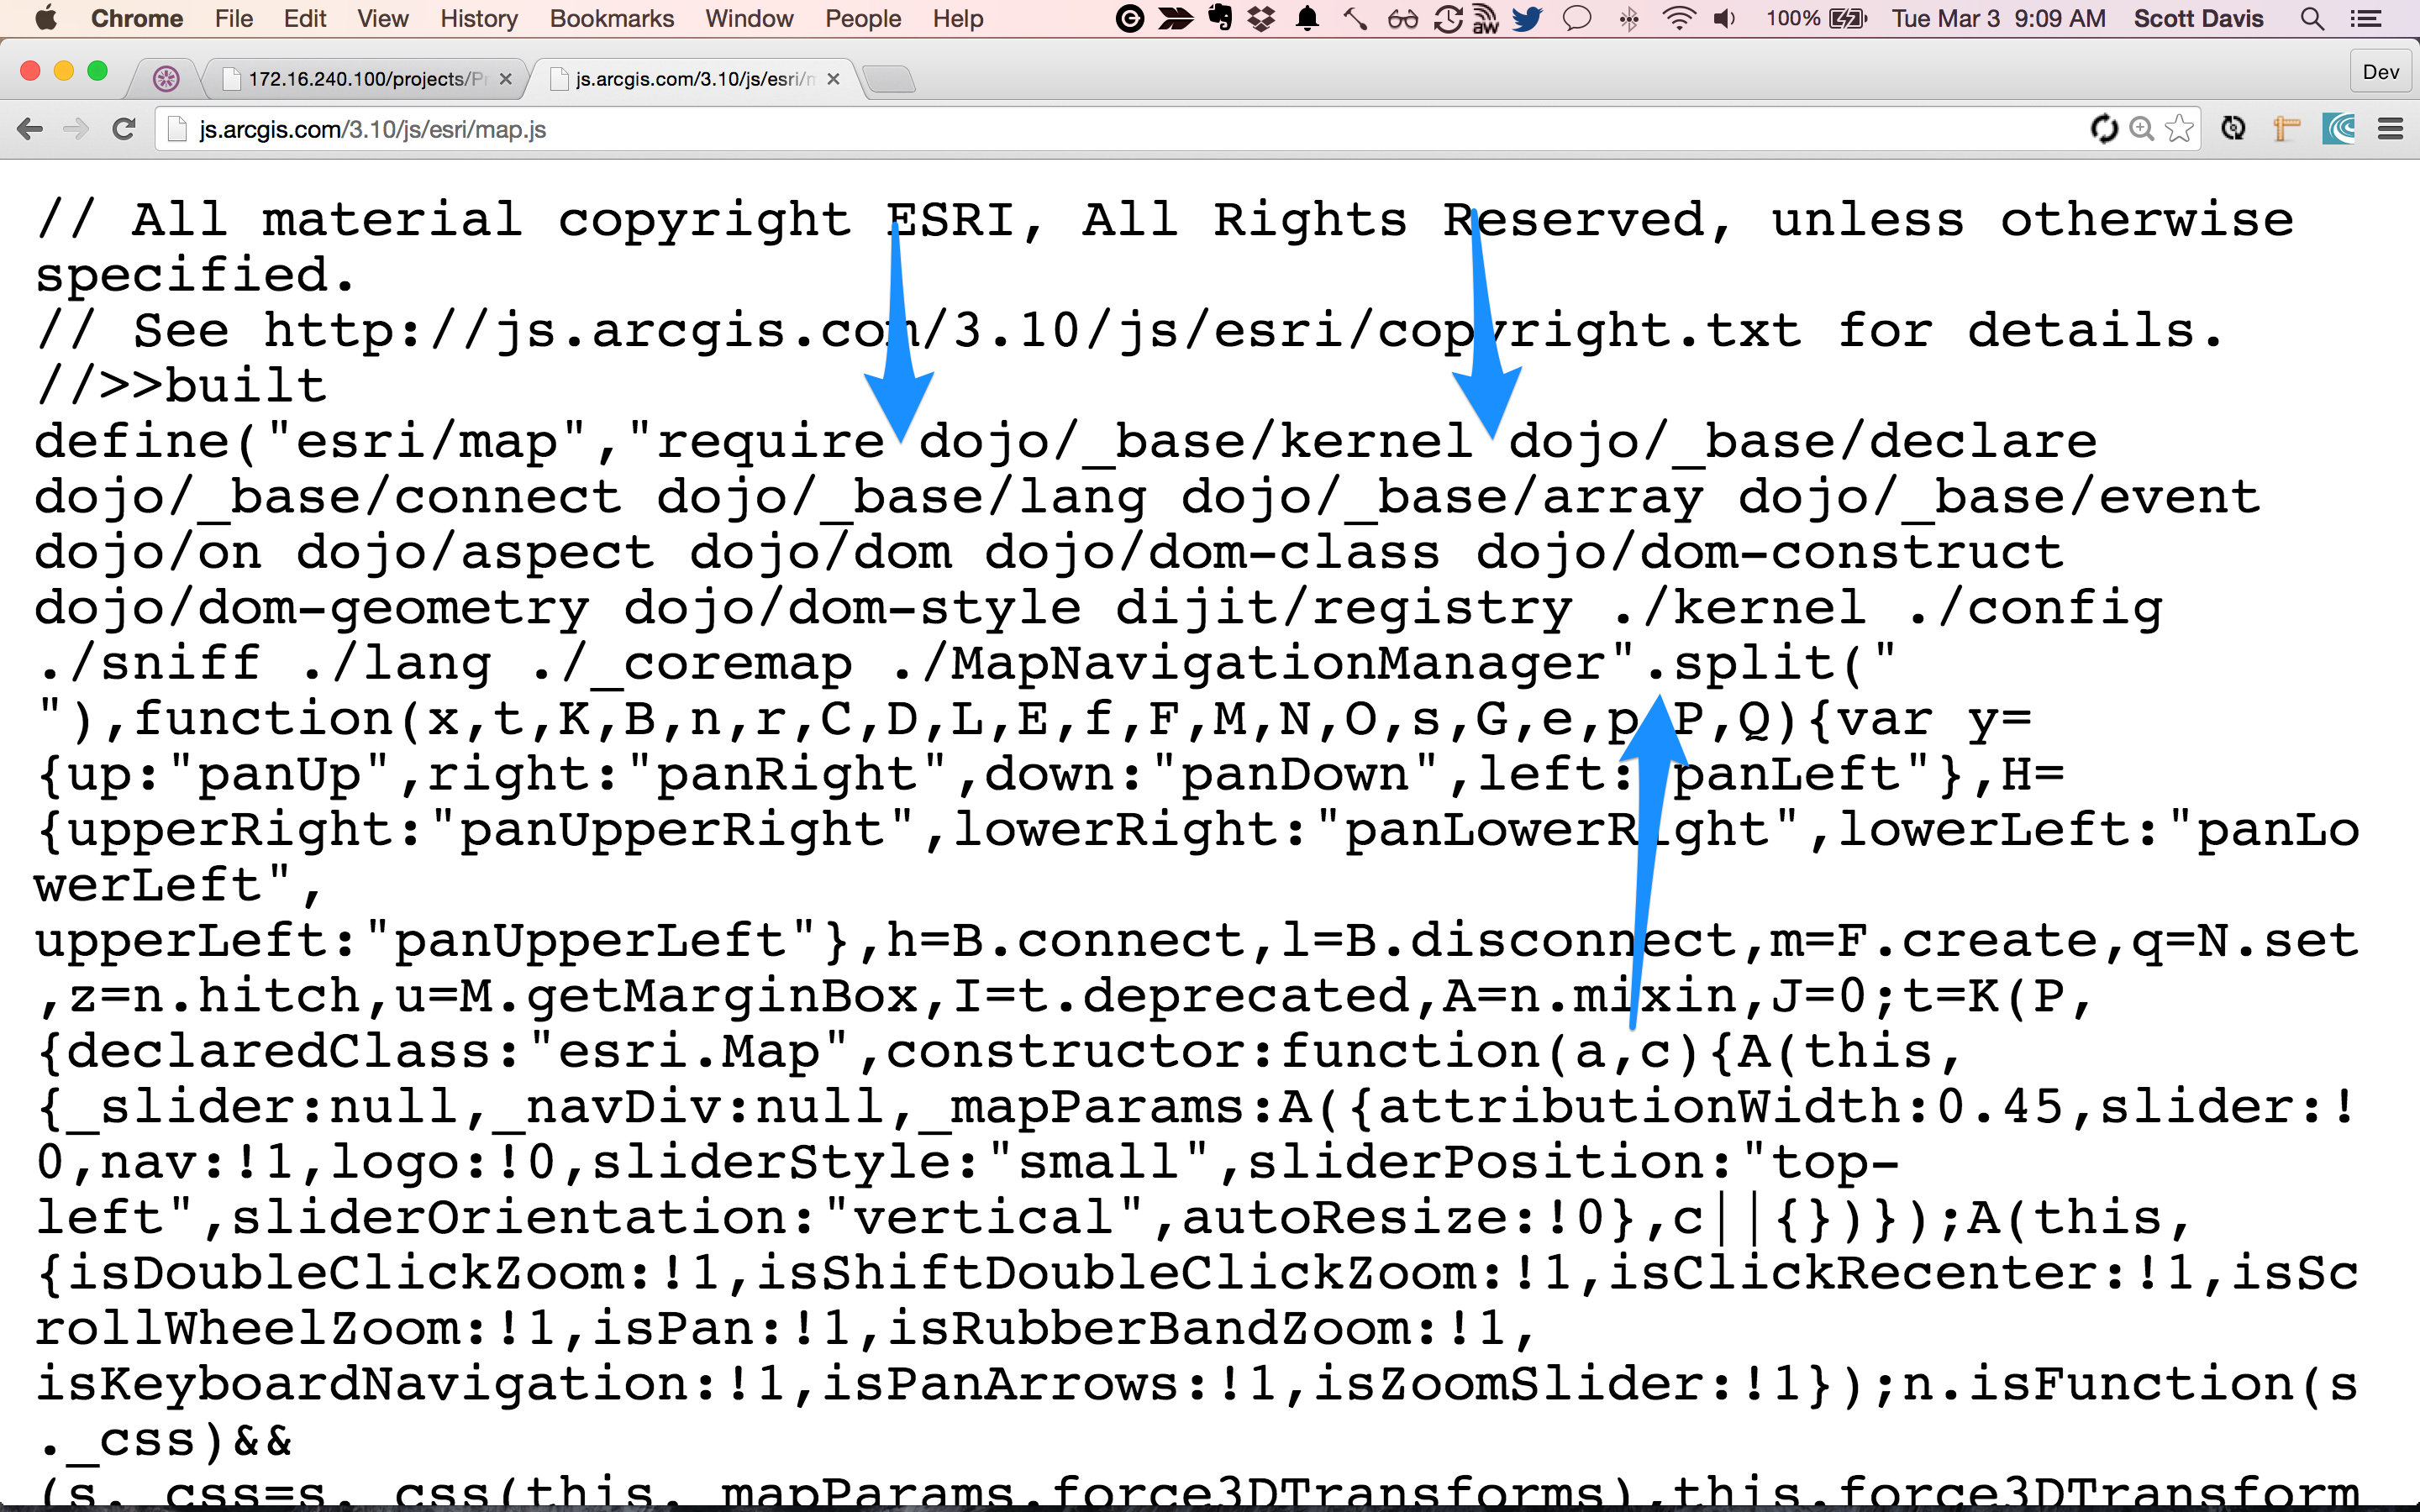 Chrome File Edit View History Bookmarks Window People Help aw 100% Tue Mar 3 9:09 AM Scott Davis
172.16.240.100/projects/Pr js.arcgis.com/3.10/js/esri/m Dev
js.arcgis.com/3.10/js/esri/map.js
// All material copyright ESRI, All Rights Reserved, unless otherwise
specified.
// See http://js.arcgis.com/3.10/js/esri/copyright.txt for details.
//>>built
define("esri/map","require dojo/_base/kernel dojo/_base/declare
dojo/_base/connect dojo/_base/lang dojo/_base/array dojo/_base/event
dojo/on dojo/aspect dojo/dom dojo/dom-class dojo/dom-construct
dojo/dom-geometry dojo/dom-style dijit/registry ./kernel ./config
./sniff ./lang ./_coremap ./MapNavigationManager".split("
"),function(x,t,K,B,n,r,C,D,L,E,f,F,M,N,O,s,G,e,p,P,Q){var y=
{up:"panUp",right:"panRight",down:"panDown",left:"panLeft"},H=
{upperRight:"panUpperRight",lowerRight:"panLowerRight",lowerLeft:"panLo
werLeft",
upperLeft:"panUpperLeft"},h=B.connect,l=B.disconnect,m=F.create,q=N.set
,z=n.hitch,u=M.getMarginBox,I=t.deprecated,A=n.mixin,J=0;t=K(P,
{declaredClass:"esri.Map",constructor:function(a,c){A(this,
{_slider:null,_navDiv:null,_mapParams:A({attributionWidth:0.45,slider:!
0,nav:!1,logo:!0,sliderStyle:"small",sliderPosition:"top-
left",sliderOrientation:"vertical",autoResize:!0},c||{})});A(this,
{isDoubleClickZoom:!1,isShiftDoubleClickZoom:!1,isClickRecenter:!1,isSc
rollWheelZoom:!1,isPan:!1,isRubberBandZoom:!1,
isKeyboardNavigation:!1,isPanArrows:!1,isZoomSlider:!1});n.isFunction(s
._css)&&
(s._css=s._css(this._mapParams.force3DTransforms),this.force3DTransform